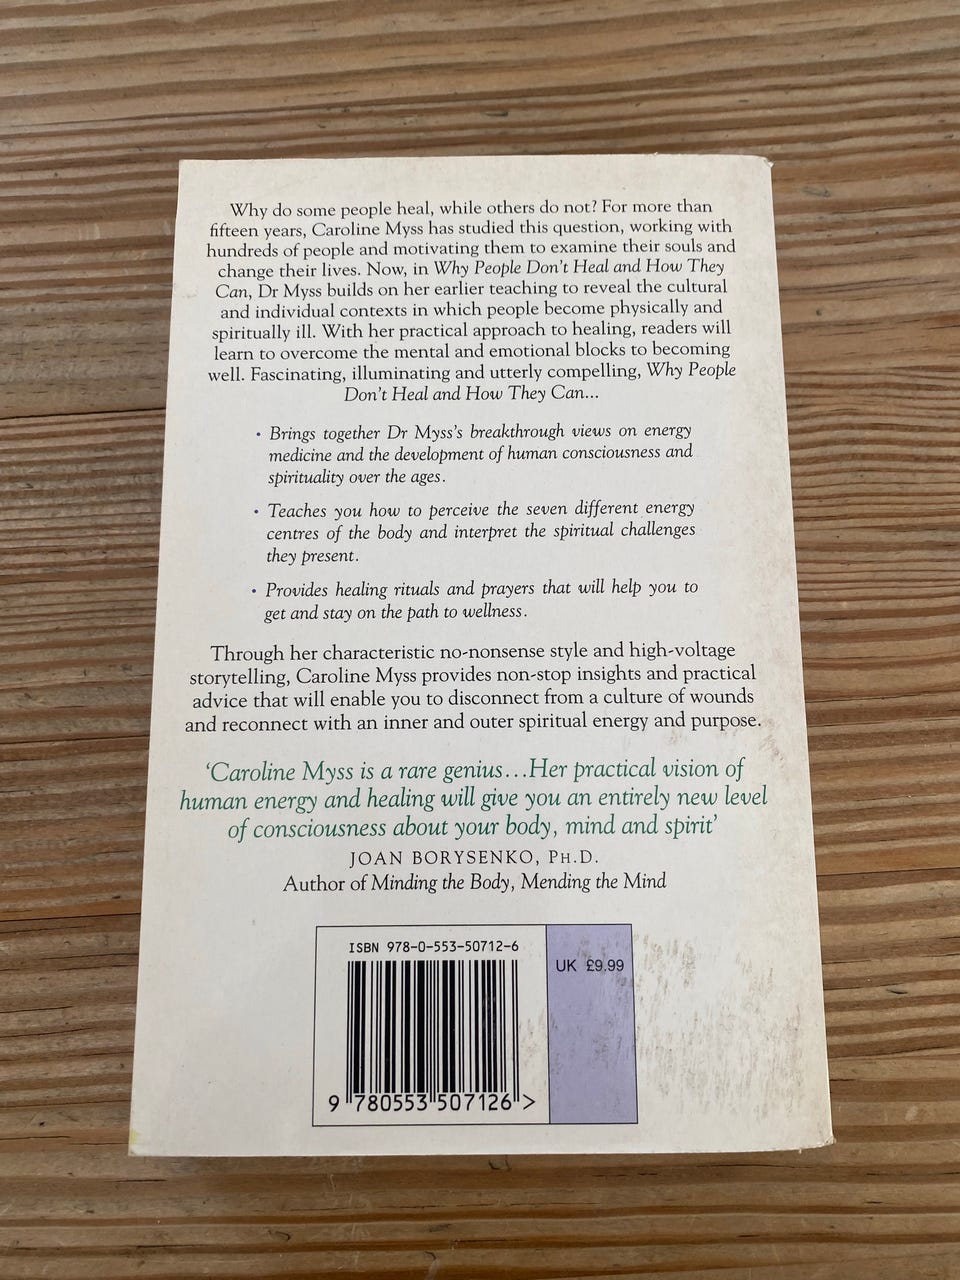 Why do some people heal, while others do not? For more than
fifteen years, Caroline Myss has studied this question, working with
hundreds of people and motivating them to examine their souls and
change their lives. Now, in Why People Don't Heal and How They
Can, Dr Myss builds on her earlier teaching to reveal the cultural
and individual contexts in which people become physically and
spiritually ill. With her practical approach to healing, readers will
learn to overcome the mental and emotional blocks to becoming
well. Fascinating, illuminating and utterly compelling, Why People
Don't Heal and How They Can...
· Brings together Dr Myss's breakthrough views on energy
medicine and the development of human consciousness and
spirituality over the ages.
· Teaches you how to perceive the seven different energy
centres of the body and interpret the spiritual challenges
they present.
· Provides healing rituals and prayers that will help you to
get and stay on the path to wellness.
Through her characteristic no-nonsense style and high-voltage
storytelling, Caroline Myss provides non-stop insights and practical
advice that will enable you to disconnect from a culture of wounds
and reconnect with an inner and outer spiritual energy and purpose.
‘Caroline Myss is a rare genius...Her practical vision of
human energy and healing will give you an entirely new level
of consciousness about your body, mind and spirit’
JOAN BORYSENKO, PH.D.
Author of Minding the Body, Mending the Mind
ISBN 978-0-553-50712-6
UK £9.99
9 780553 507126 >